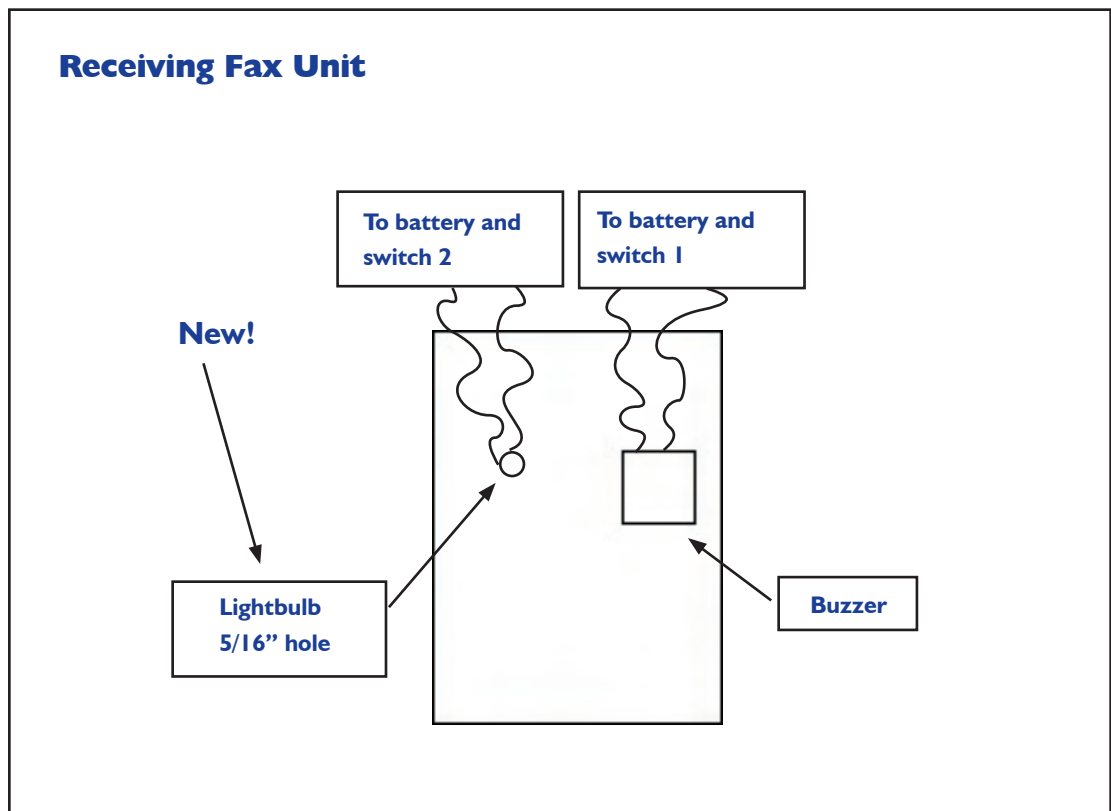 Receiving Fax Unit
To battery and
switch 2
To battery and
switch 1
New!
Lightbulb
5/16” hole
Buzzer